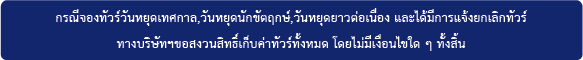 กรณีจองทัวร์วันหยุดเทศกาล,วันหยุดนักขัตฤกษ์,วันหยุดยาวต่อเนื่อง และได้มีการแจ้งยกเลิกทัวร์
ทางบริษัทฯขอสงวนสิทธิ์เก็บค่าทัวร์ทั้งหมด โดยไม่มีเงื่อนไขใด ๆ ทั้งสิ้น